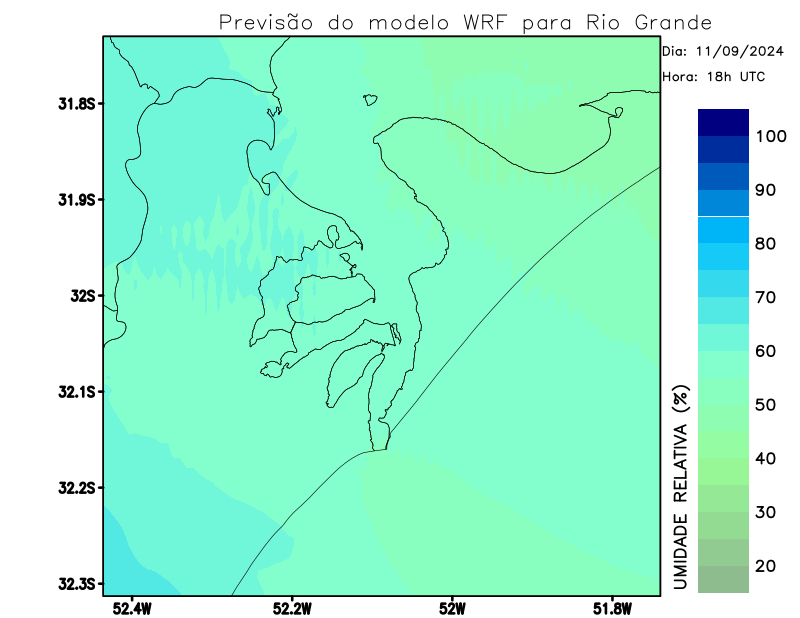 Previsão do modelo WRF para Rio Grande
Dia: 11/09/2024
Hora: 18h UTC
31.8S
31.9S
32S
32.1S
32.2S
32.3S
52.4W
52.2W
52W
51.8W
100
90
80
70
60
50
40
30
20
UMIDADE RELATIVA (%)